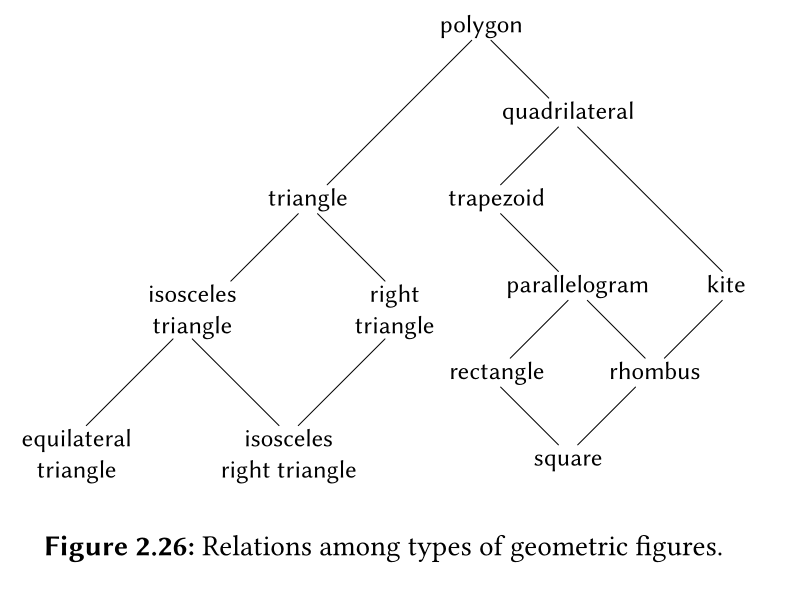 polygon
quadrilateral
triangle
trapezoid
isosceles
triangle
right
triangle
parallelogram
kite
rectangle
rhombus
equilateral
triangle
isosceles
right triangle
square
Figure 2.26: Relations among types of geometric figures.